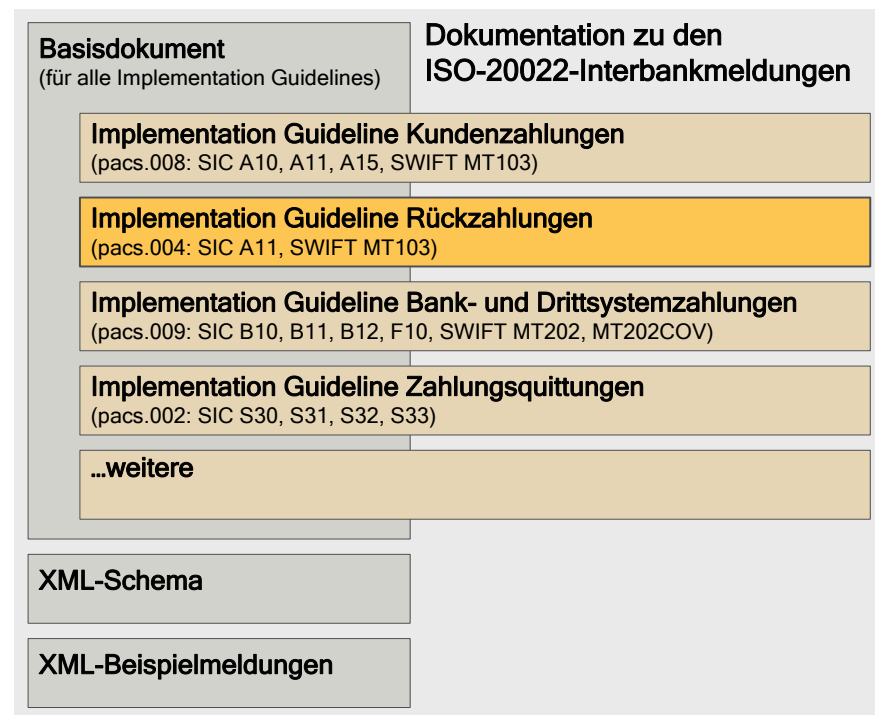 Basisdokument
(für alle Implementation Guidelines)
Dokumentation zu den
ISO-20022-Interbankmeldungen
Implementation Guideline Kundenzahlungen
(pacs.008: SIC A10, A11, A15, SWIFT MT103)
Implementation Guideline Rückzahlungen
(pacs.004: SIC A11, SWIFT MT103)
Implementation Guideline Bank- und Drittsystemzahlungen
(pacs.009: SIC B10, B11, B12, F10, SWIFT MT202, MT202COV)
Implementation Guideline Zahlungsquittungen
(pacs.002: SIC S30, S31, S32, S33)
...weitere
XML-Schema
XML-Beispielmeldungen